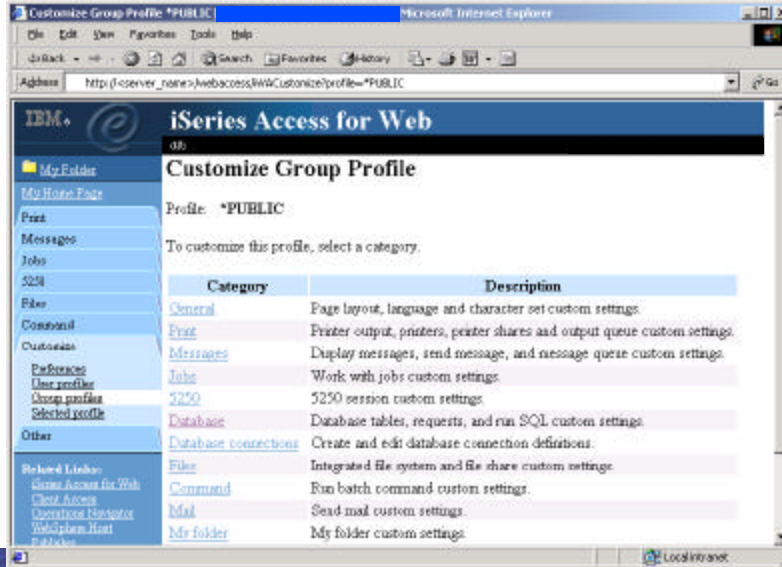 Customize Group Profile *PUBLIC Microsoft Internet Explorer
File Edit View Favorites Tools Help
Back Search Favorites History
Address http://<server_name>/webaccess/iWACustomize?profile=*PUBLIC Go
IBM iSeries Access for Web
My Folder
My Home Page
Print
Messages
Jobs
5250
Files
Command
Customize
Preferences
User profiles
Group profiles
Selected profile
Other
Related Links:
iSeries Access for Web
Client Access
Operations Navigator
WebSphere Host
Publisher
Customize Group Profile
Profile: *PUBLIC
To customize this profile, select a category.
Category Description
General Page layout, language and character set custom settings.
Print Printer output, printers, printer shares and output queue custom settings.
Messages Display messages, send message, and message queue custom settings.
Jobs Work with jobs custom settings.
5250 5250 session custom settings.
Database Database tables, requests, and run SQL custom settings.
Database connections Create and edit database connection definitions.
Files Integrated file system and file share custom settings.
Command Run batch command custom settings.
Mail Send mail custom settings.
My folder My folder custom settings.
Local intranet